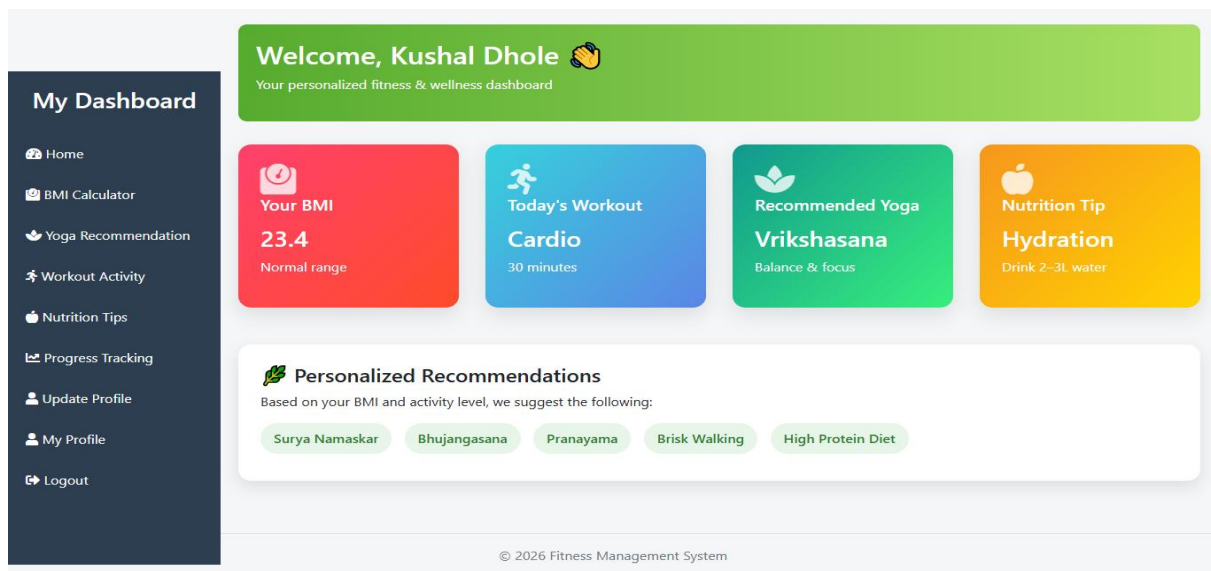 My Dashboard
Home
BMI Calculator
Yoga Recommendation
Workout Activity
Nutrition Tips
Progress Tracking
Update Profile
My Profile
Logout
Welcome, Kushal Dhole 👋
Your personalized fitness & wellness dashboard
Your BMI
23.4
Normal range
Today's Workout
Cardio
30 minutes
Recommended Yoga
Vrikshasana
Balance & focus
Nutrition Tip
Hydration
Drink 2–3L water
🌿 Personalized Recommendations
Based on your BMI and activity level, we suggest the following:
Surya Namaskar Bhujangasana Pranayama Brisk Walking High Protein Diet
© 2026 Fitness Management System